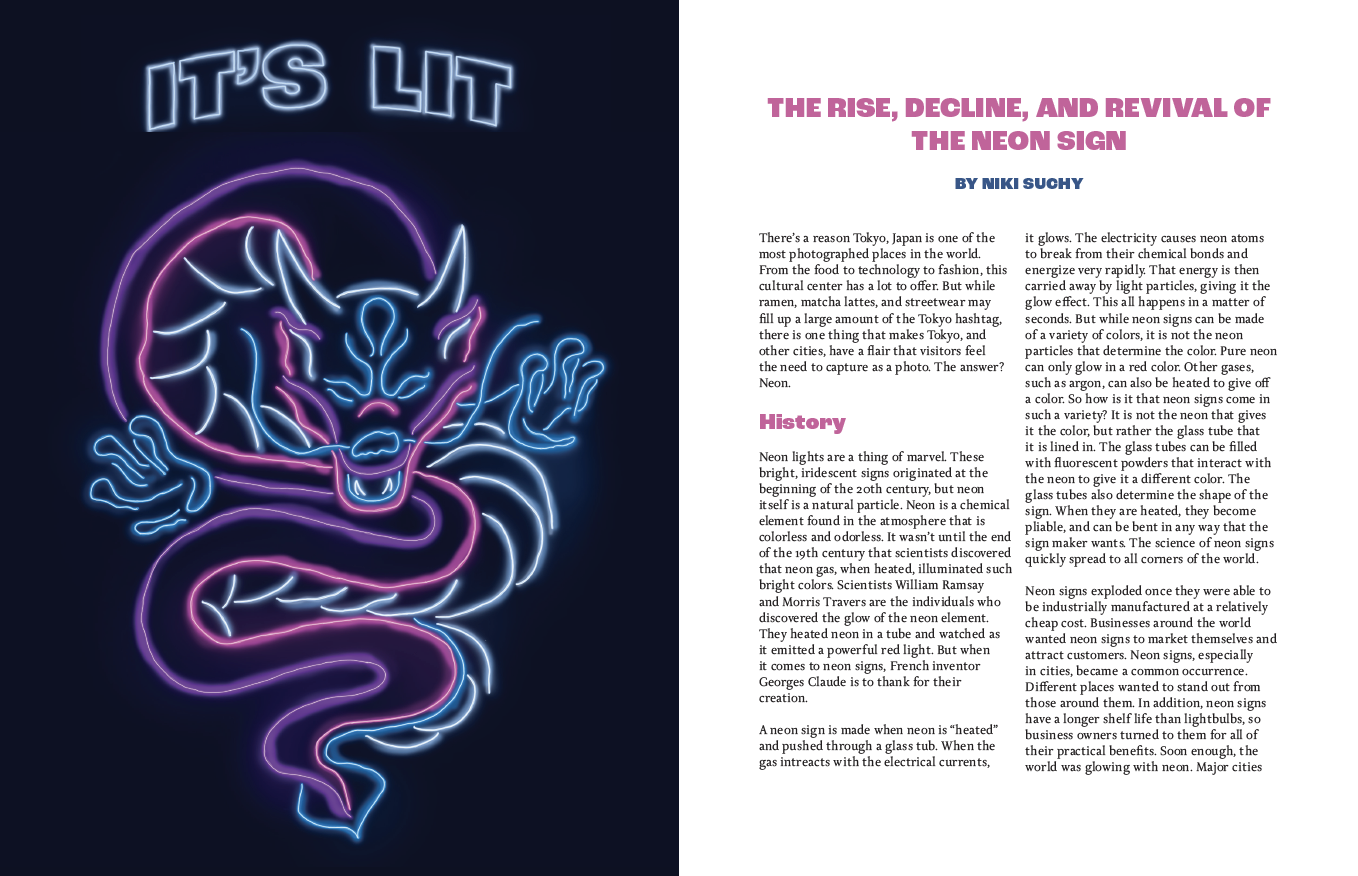 IT'S LIT
THE RISE, DECLINE, AND REVIVAL OF
THE NEON SIGN
BY NIKI SUCHY
There's a reason Tokyo, Japan is one of the
most photographed places in the world.
From the food to technology to fashion, this
cultural center has a lot to offer. But while
ramen, matcha lattes, and streetwear may
fill up a large amount of the Tokyo hashtag,
there is one thing that makes Tokyo, and
other cities, have a flair that visitors feel
the need to capture as a photo. The answer?
Neon.
History
Neon lights are a thing of marvel. These
bright, iridescent signs originated at the
beginning of the 20th century, but neon
itself is a natural particle. Neon is a chemical
element found in the atmosphere that is
colorless and odorless. It wasn't until the end
of the 19th century that scientists discovered
that neon gas, when heated, illuminated such
bright colors. Scientists William Ramsay
and Morris Travers are the individuals who
discovered the glow of the neon element.
They heated neon in a tube and watched as
it emitted a powerful red light. But when
it comes to neon signs, French inventor
Georges Claude is to thank for their
creation.
A neon sign is made when neon is “heated”
and pushed through a glass tub. When the
gas intreacts with the electrical currents,
it glows. The electricity causes neon atoms
to break from their chemical bonds and
energize very rapidly. That energy is then
carried away by light particles, giving it the
glow effect. This all happens in a matter of
seconds. But while neon signs can be made
of a variety of colors, it is not the neon
particles that determine the color. Pure neon
can only glow in a red color. Other gases,
such as argon, can also be heated to give off
a color. So how is it that neon signs come in
such a variety? It is not the neon that gives
it the color, but rather the glass tube that
it is lined in. The glass tubes can be filled
with fluorescent powders that interact with
the neon to give it a different color. The
glass tubes also determine the shape of the
sign. When they are heated, they become
pliable, and can be bent in any way that the
sign maker wants. The science of neon signs
quickly spread to all corners of the world.
Neon signs exploded once they were able to
be industrially manufactured at a relatively
cheap cost. Businesses around the world
wanted neon signs to market themselves and
attract customers. Neon signs, especially
in cities, became a common occurrence.
Different places wanted to stand out from
those around them. In addition, neon signs
have a longer shelf life than lightbulbs, so
business owners turned to them for all of
their practical benefits. Soon enough, the
world was glowing with neon. Major cities